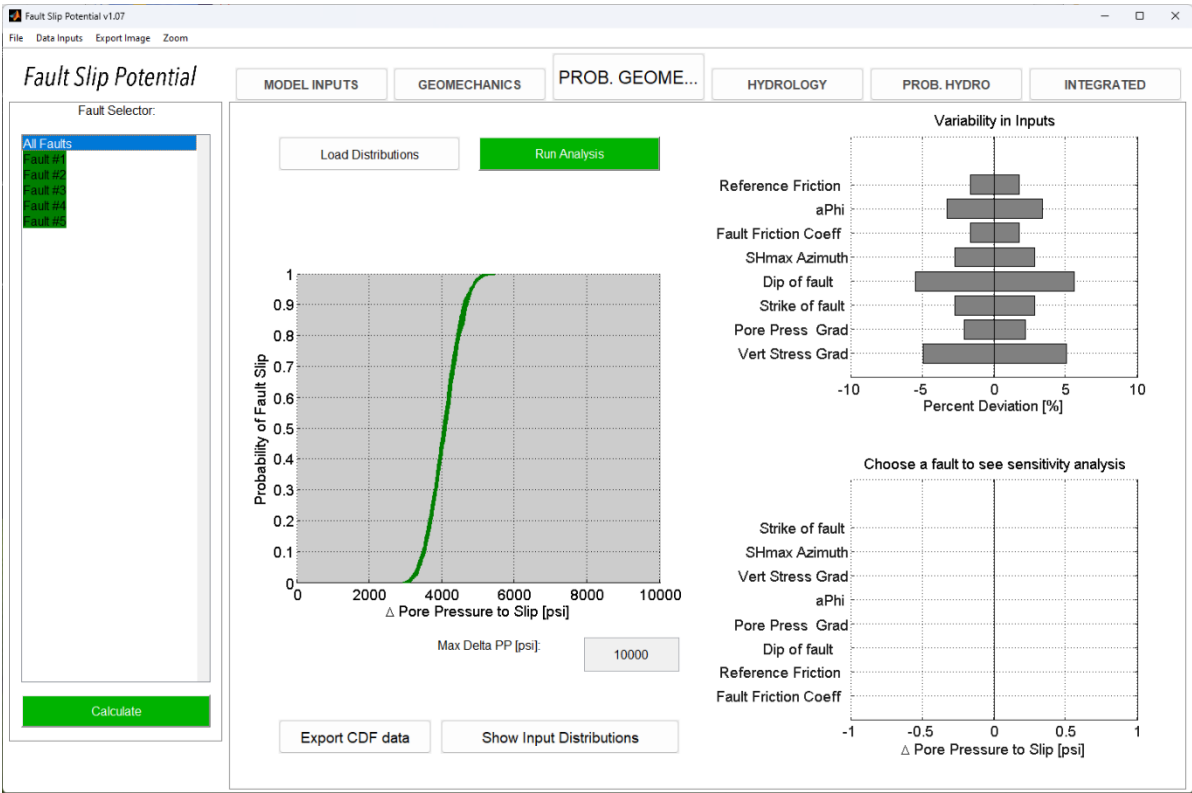 Fault Slip Potential v1.07
File Data Inputs Export Image Zoom
Fault Slip Potential
MODEL INPUTS
GEOMECHANICS
PROB. GEOME...
HYDROLOGY
PROB. HYDRO
INTEGRATED
Fault Selector:
All Faults
Fault #1
Fault #2
Fault #3
Fault #4
Fault #5
Calculate
Load Distributions
Run Analysis
1
0.9
0.8
0.7
0.6
0.5
0.4
0.3
0.2
0.1
0
Probability of Fault Slip
0 2000 4000 6000 8000 10000
Δ Pore Pressure to Slip [psi]
Max Delta PP [psi]:
10000
Export CDF data
Show Input Distributions
Variability in Inputs
Reference Friction
aPhi
Fault Friction Coeff
SHmax Azimuth
Dip of fault
Strike of fault
Pore Press Grad
Vert Stress Grad
-10 -5 0 5 10
Percent Deviation [%]
Choose a fault to see sensitivity analysis
Strike of fault
SHmax Azimuth
Vert Stress Grad
aPhi
Pore Press Grad
Dip of fault
Reference Friction
Fault Friction Coeff
-1 -0.5 0 0.5 1
Δ Pore Pressure to Slip [psi]